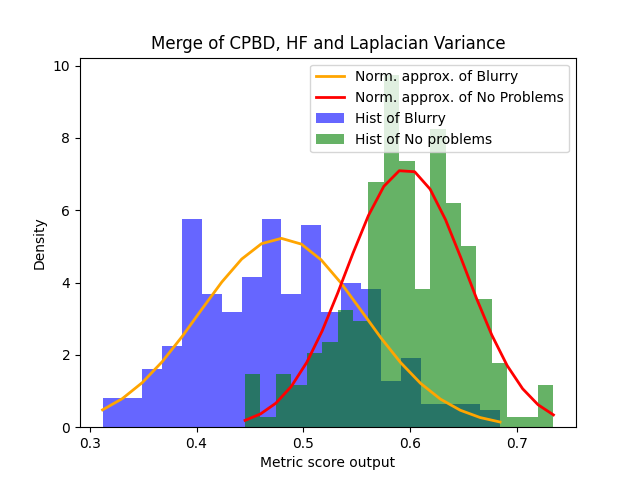 Merge of CPBD, HF and Laplacian Variance
Norm. approx. of Blurry
Norm. approx. of No Problems
Hist of Blurry
Hist of No problems
Density
10
8
6
4
2
0
0.3 0.4 0.5 0.6 0.7
Metric score output